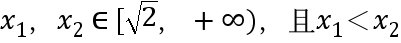 x₁, x₂∈[√2, +∞), 且x₁＜x₂